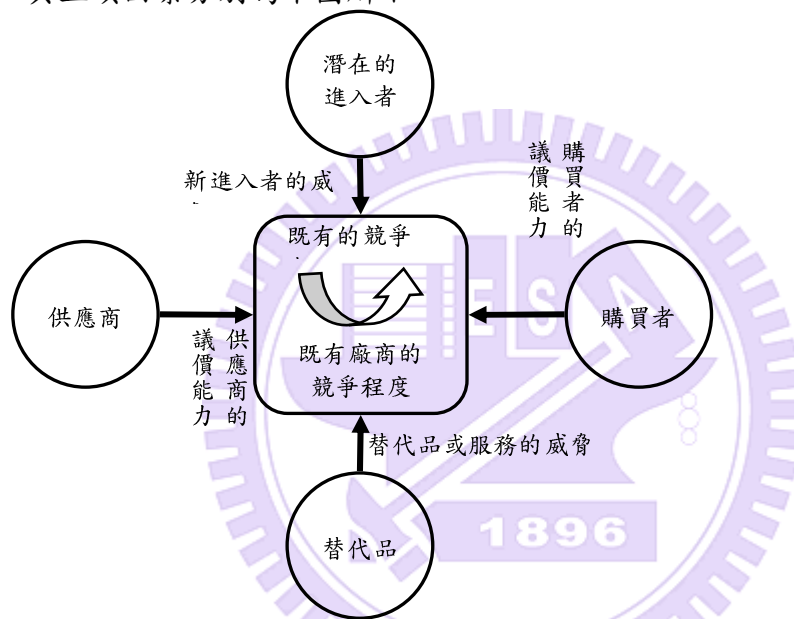 潛在的
進入者
新進入者的威
購買者的
議價能力
既有的競爭
供應商
購買者
既有廠商的
競爭程度
供應商的
議價能力
替代品或服務的威脅
替代品
ESA
1896